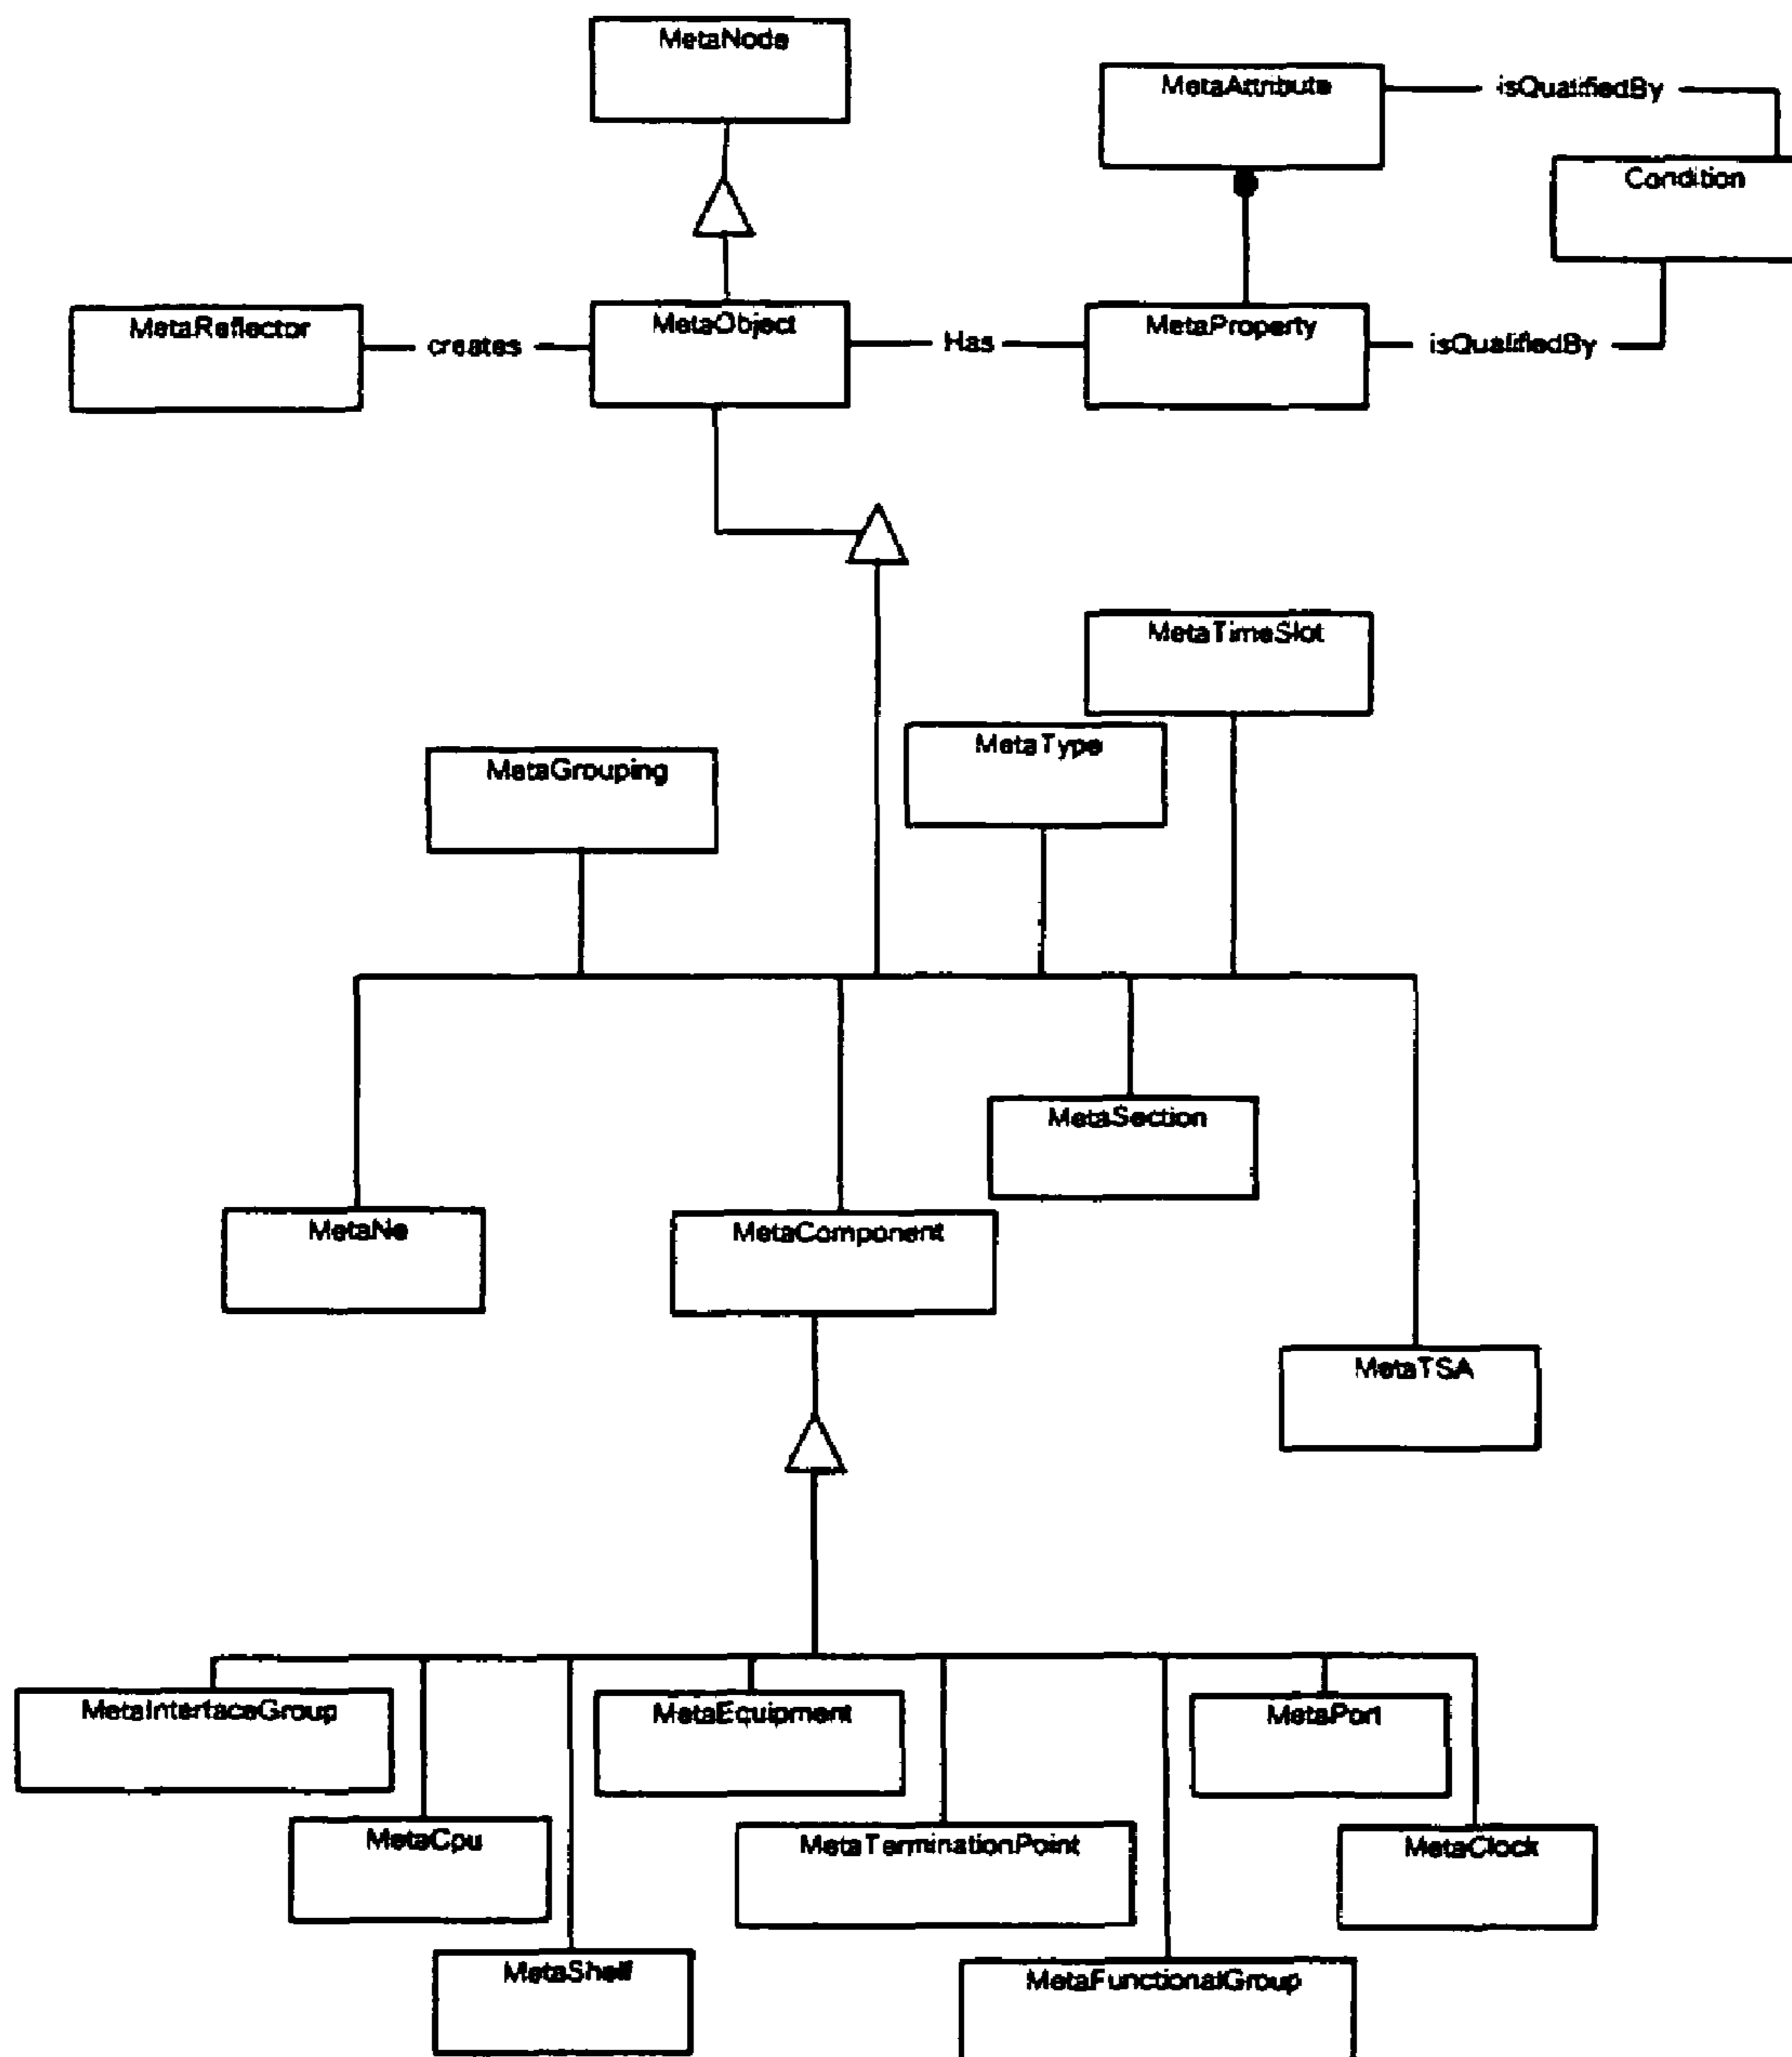 MetaNode
MetaAttribute
isQualifiedBy
Condition
MetaReflector
creates
MetaObject
Has
MetaProperty
isQualifiedBy
MetaTimeSlot
MetaType
MetaGrouping
MetaSection
MetaNe
MetaComponent
MetaTSA
MetaInterfaceGroup
MetaEquipment
MetaPort
MetaCpu
MetaTerminationPoint
MetaClock
MetaShelf
MetaFunctionalGroup